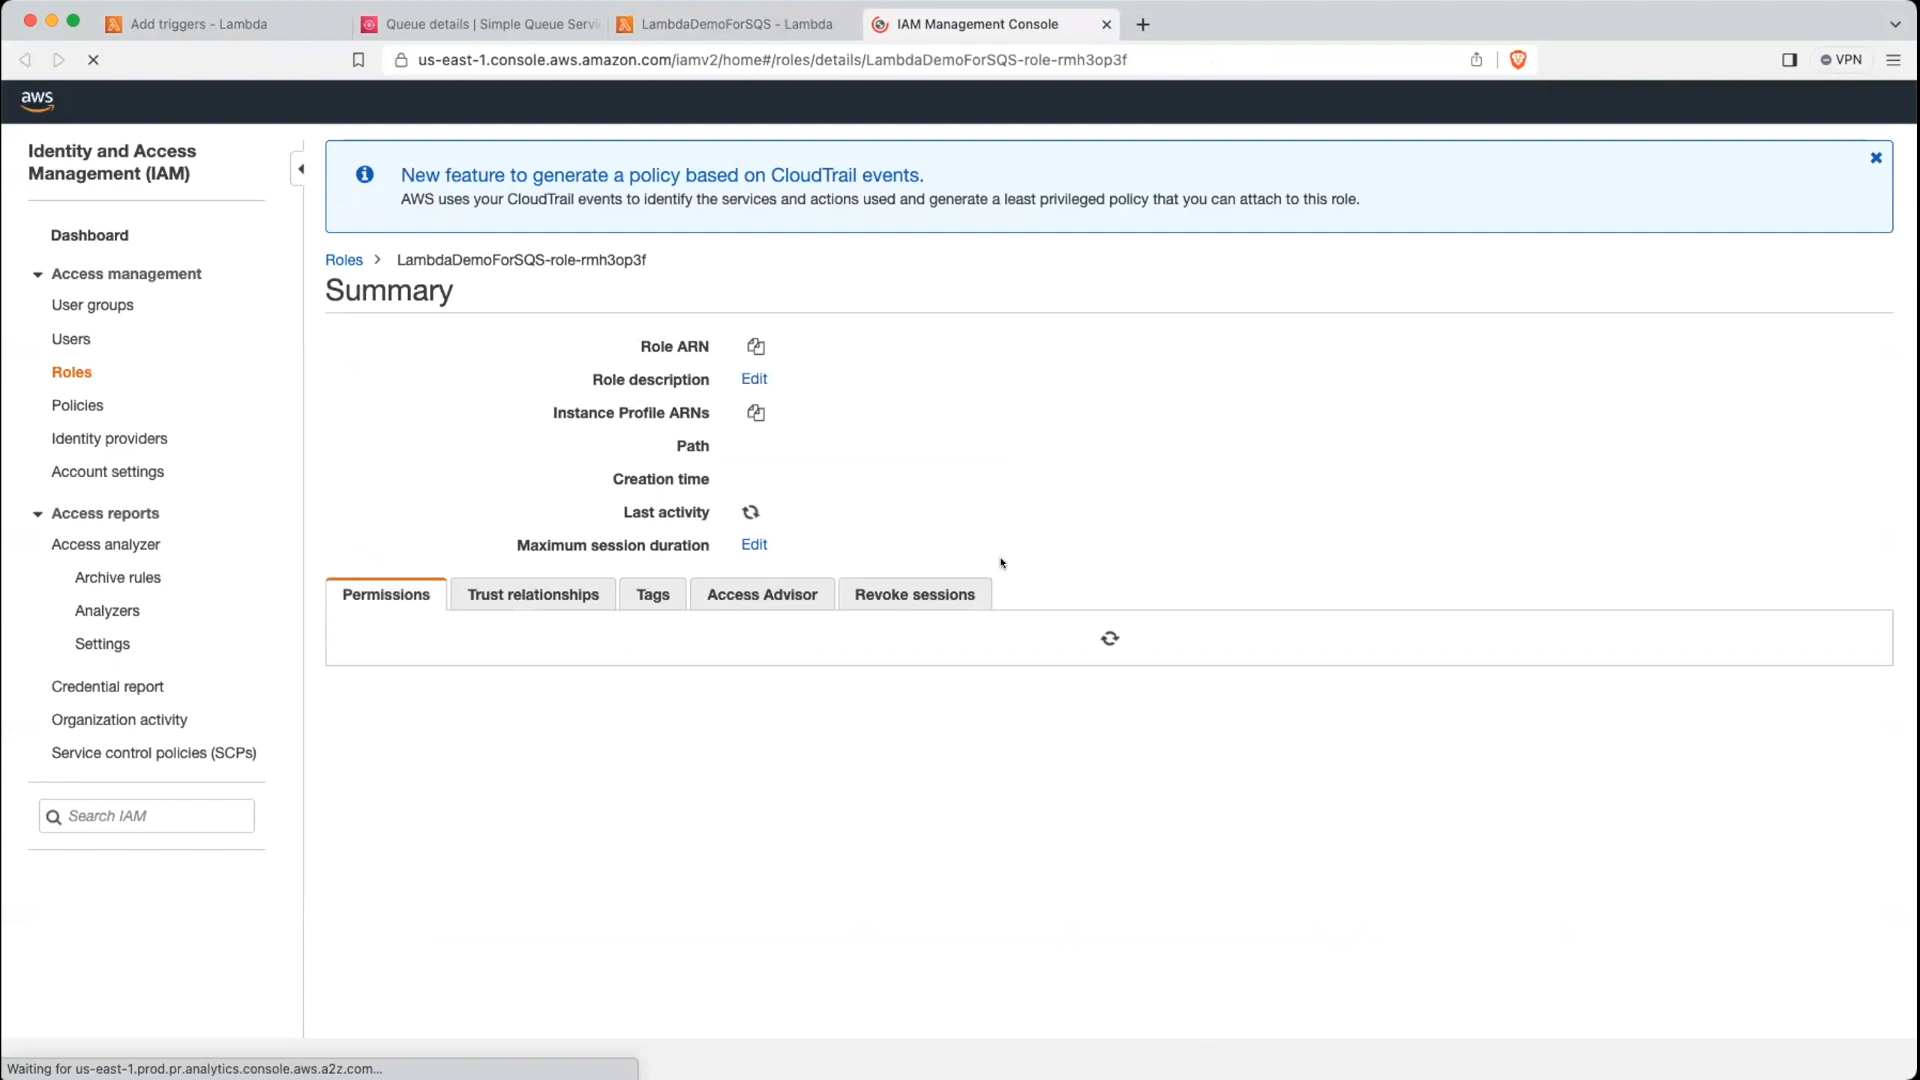 Add triggers - Lambda
Queue details | Simple Queue Servi
LambdaDemoForSQS - Lambda
IAM Management Console
us-east-1.console.aws.amazon.com/iamv2/home#/roles/details/LambdaDemoForSQS-role-rmh3op3f
VPN
aws
Identity and Access
Management (IAM)
Dashboard
Access management
User groups
Users
Roles
Policies
Identity providers
Account settings
Access reports
Access analyzer
Archive rules
Analyzers
Settings
Credential report
Organization activity
Service control policies (SCPs)
Search IAM
New feature to generate a policy based on CloudTrail events.
AWS uses your CloudTrail events to identify the services and actions used and generate a least privileged policy that you can attach to this role.
Roles > LambdaDemoForSQS-role-rmh3op3f
Summary
Role ARN
Role description Edit
Instance Profile ARNs
Path
Creation time
Last activity
Maximum session duration Edit
Permissions Trust relationships Tags Access Advisor Revoke sessions
Waiting for us-east-1.prod.pr.analytics.console.aws.a2z.com...